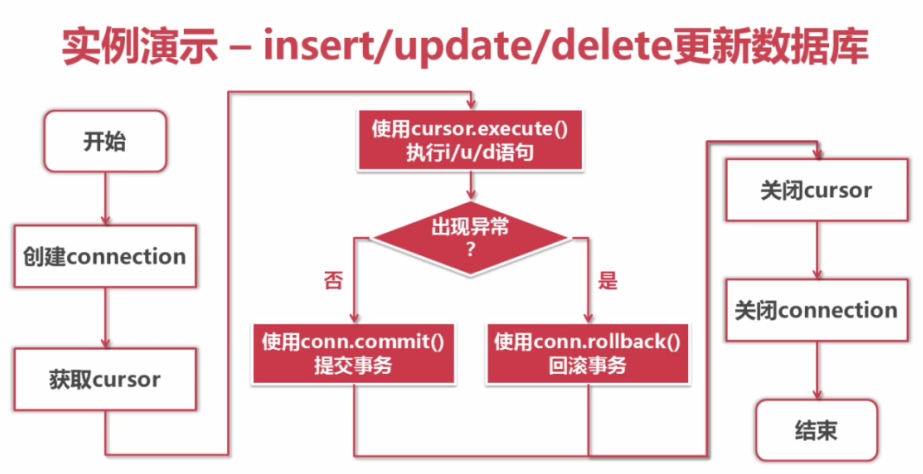 实例演示 – insert/update/delete更新数据库
开始
创建connection
获取cursor
使用cursor.execute()
执行i/u/d语句
出现异常
?
否
是
使用conn.commit()
提交事务
使用conn.rollback()
回滚事务
关闭cursor
关闭connection
结束